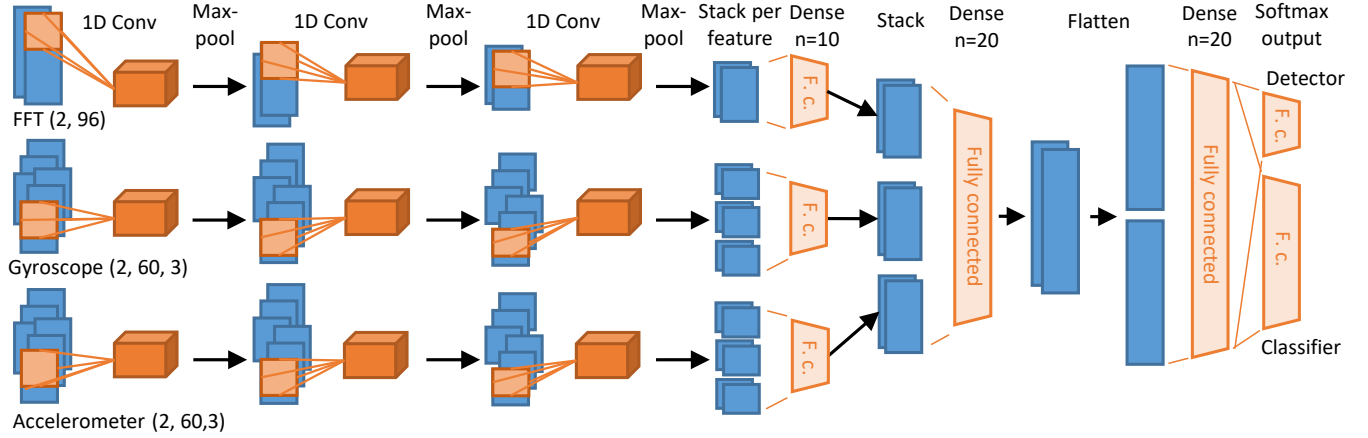 1D Conv
Max-
pool
1D Conv
Max-
pool
1D Conv
Max-
pool
Stack per
feature
Dense
n=10
Stack
Dense
n=20
Flatten
Dense
n=20
Softmax
output
FFT (2, 96)
F. c.
Detector
F. c.
Gyroscope (2, 60, 3)
F. c.
Fully connected
Fully connected
F. c.
Accelerometer (2, 60,3)
F. c.
Classifier